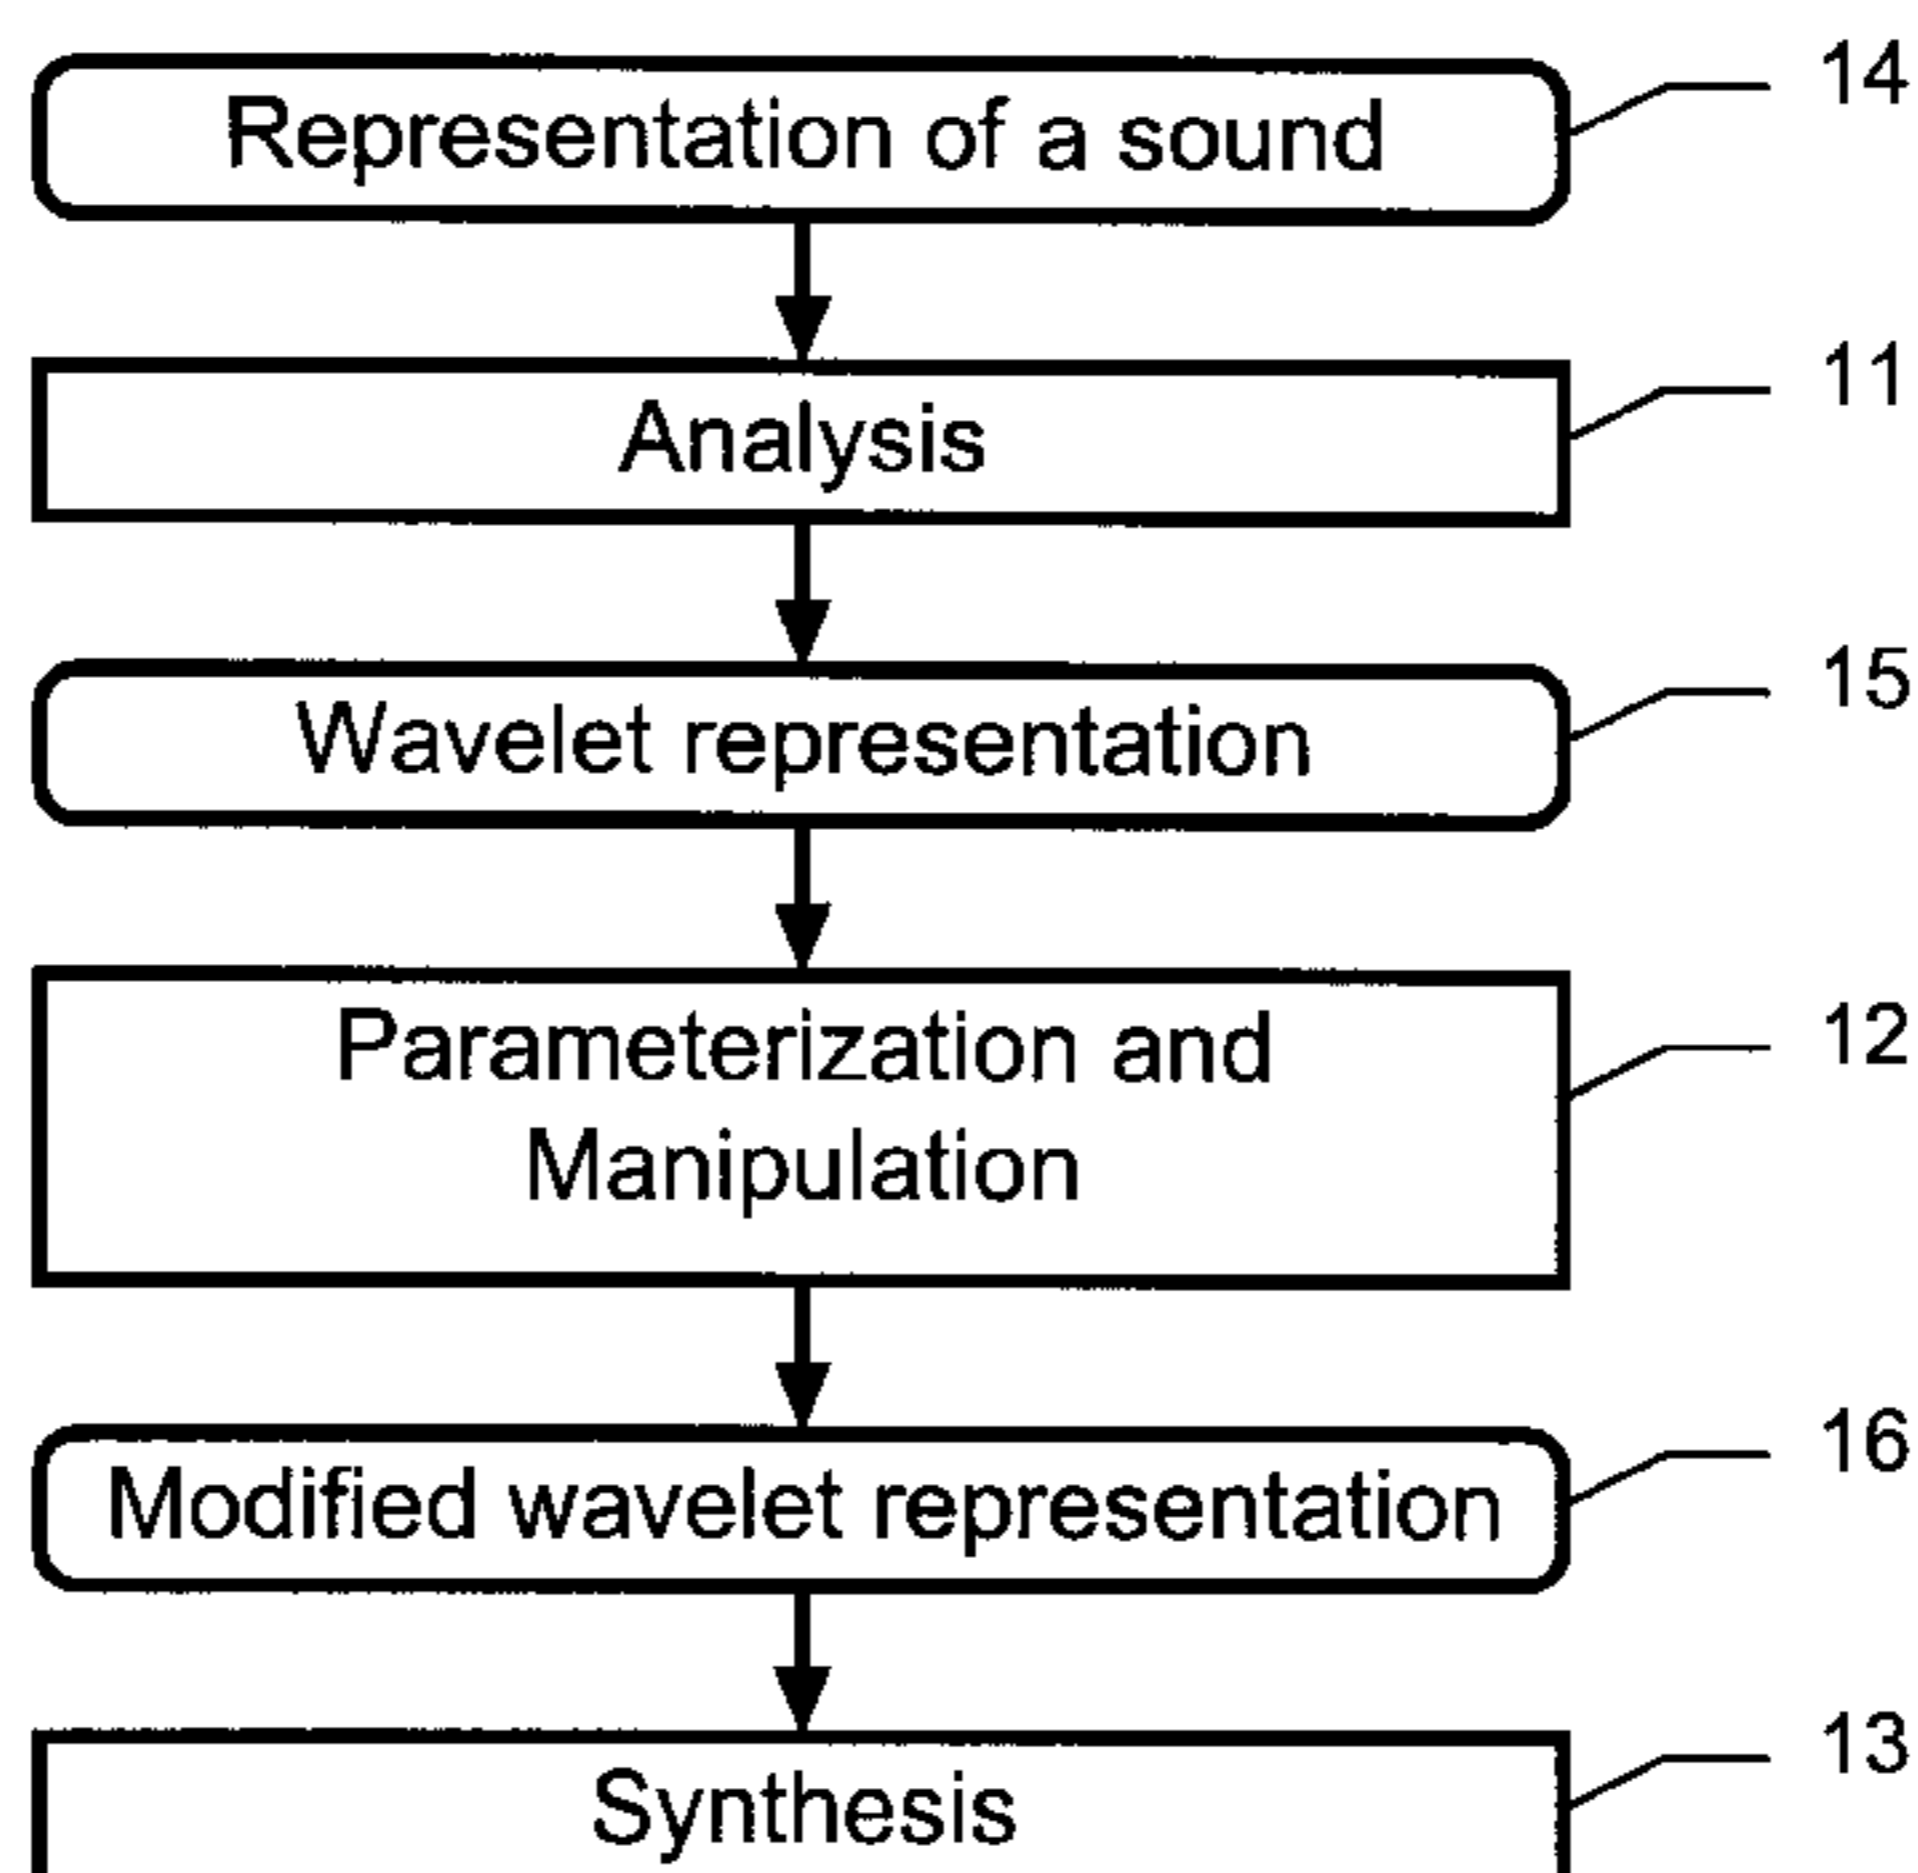 Representation of a sound
14
Analysis
11
Wavelet representation
15
Parameterization and
Manipulation
12
Modified wavelet representation
16
Synthesis
13